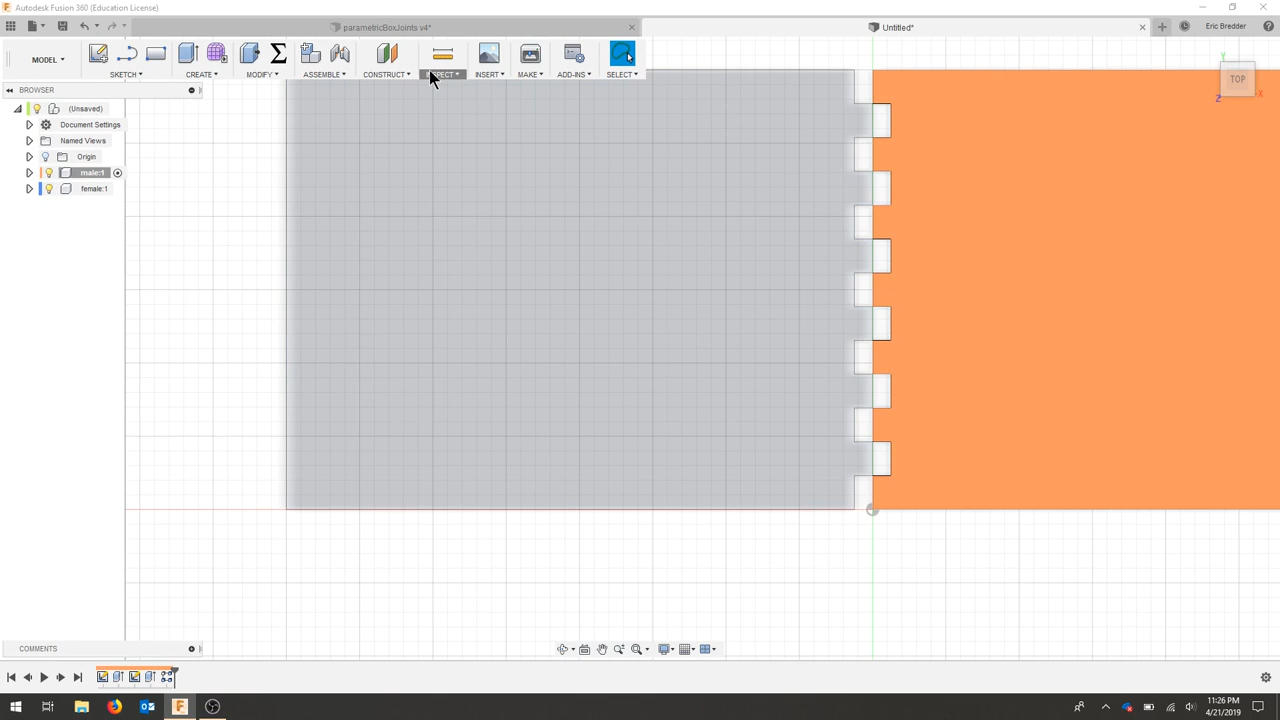 Autodesk Fusion 360 (Education License)
parametricBoxJoints v4*
Untitled*
Eric Bredder
MODEL
SKETCH
CREATE
MODIFY
ASSEMBLE
CONSTRUCT
INSPECT
INSERT
MAKE
ADD-INS
SELECT
BROWSER
(Unsaved)
Document Settings
Named Views
Origin
male:1
female:1
TOP
Y
X
Z
COMMENTS
11:26 PM
4/21/2019